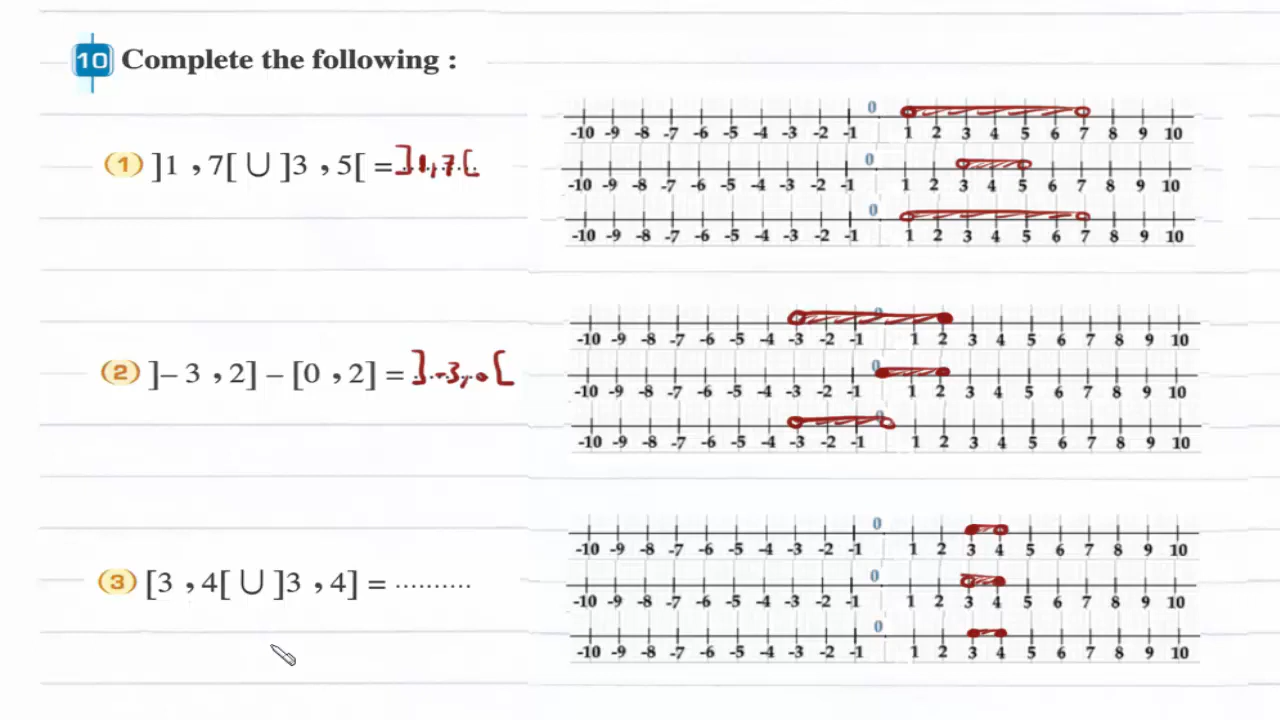 10 Complete the following :
-10 -9 -8 -7 -6 -5 -4 -3 -2 -1 0 1 2 3 4 5 6 7 8 9 10
(1) ]1 , 7[ ∪ ]3 , 5[ = ]1,7[
-10 -9 -8 -7 -6 -5 -4 -3 -2 -1 0 1 2 3 4 5 6 7 8 9 10
-10 -9 -8 -7 -6 -5 -4 -3 -2 -1 0 1 2 3 4 5 6 7 8 9 10
-10 -9 -8 -7 -6 -5 -4 -3 -2 -1 0 1 2 3 4 5 6 7 8 9 10
(2) ]– 3 , 2] – [0 , 2] = ]-3,0[
-10 -9 -8 -7 -6 -5 -4 -3 -2 -1 0 1 2 3 4 5 6 7 8 9 10
-10 -9 -8 -7 -6 -5 -4 -3 -2 -1 0 1 2 3 4 5 6 7 8 9 10
-10 -9 -8 -7 -6 -5 -4 -3 -2 -1 0 1 2 3 4 5 6 7 8 9 10
(3) [3 , 4[ ∪ ]3 , 4] = ..........
-10 -9 -8 -7 -6 -5 -4 -3 -2 -1 0 1 2 3 4 5 6 7 8 9 10
-10 -9 -8 -7 -6 -5 -4 -3 -2 -1 0 1 2 3 4 5 6 7 8 9 10